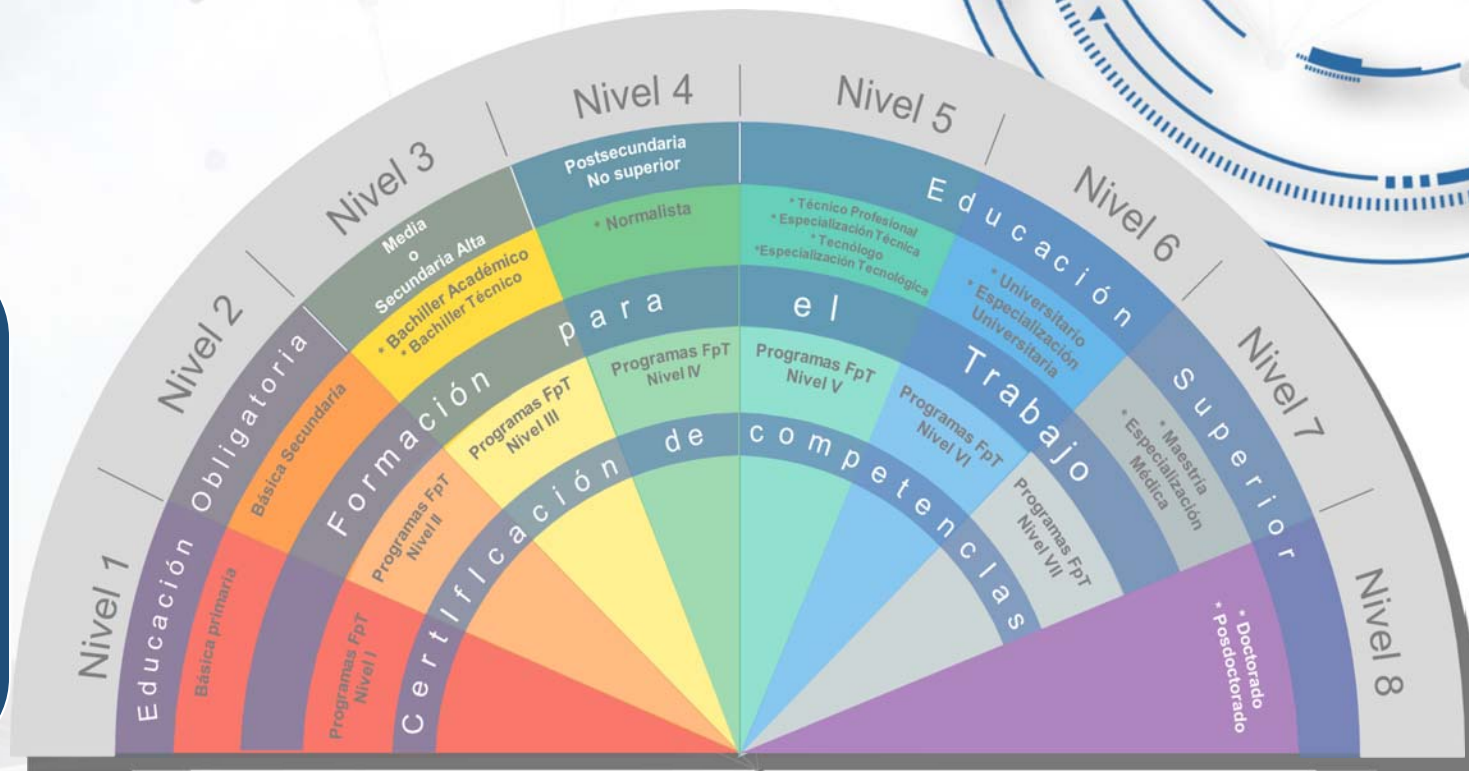 Nivel 1
Nivel 2
Nivel 3
Nivel 4
Nivel 5
Nivel 6
Nivel 7
Nivel 8
Educación Obligatoria
Media
o
Secundaria Alta
Postsecundaria
No superior
Educación Superior
Básica primaria
Básica Secundaria
* Bachiller Académico
* Bachiller Técnico
* Normalista
* Técnico Profesional
* Especialización Técnica
* Tecnólogo
*Especialización Tecnológica
* Universitario
* Especialización
Universitaria
* Maestría
* Especialización
Médica
* Doctorado
* Posdoctorado
Formación para el Trabajo
Programas FpT
Nivel I
Programas FpT
Nivel II
Programas FpT
Nivel III
Programas FpT
Nivel IV
Programas FpT
Nivel V
Programas FpT
Nivel VI
Programas FpT
Nivel VII
CertIfIcación de competencIas